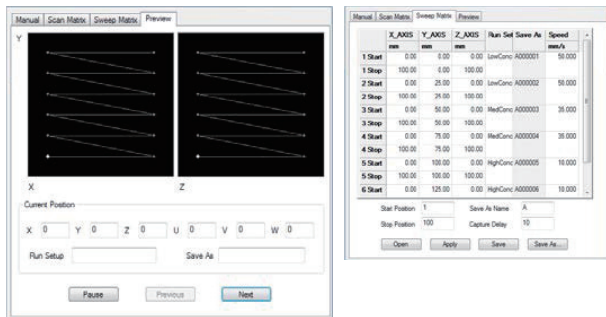 Manual Scan Matrix Sweep Matrix Preview
Y
X Z
Current Position
X 0 Y 0 Z 0 U 0 V 0 W 0
Run Setup Save As
Pause Previous Next
Manual Scan Matrix Sweep Matrix Preview
X_AXIS Y_AXIS Z_AXIS Run Set Save As Speed
mm mm mm mm/s
1 Start 0.00 0.00 0.00 LowConc A000001 50.000
1 Stop 100.00 0.00 100.00
2 Start 0.00 25.00 0.00 LowConc A000002 50.000
2 Stop 100.00 25.00 100.00
3 Start 0.00 50.00 0.00 MedConc A000003 35.000
3 Stop 100.00 50.00 100.00
4 Start 0.00 75.00 0.00 MedConc A000004 35.000
4 Stop 100.00 75.00 100.00
5 Start 0.00 100.00 0.00 HighConc A000005 10.000
5 Stop 100.00 100.00 100.00
6 Start 0.00 125.00 0.00 HighConc A000006 10.000
Start Position 1 Save As Name A
Stop Position 100 Capture Delay 10
Open Apply Save Save As...